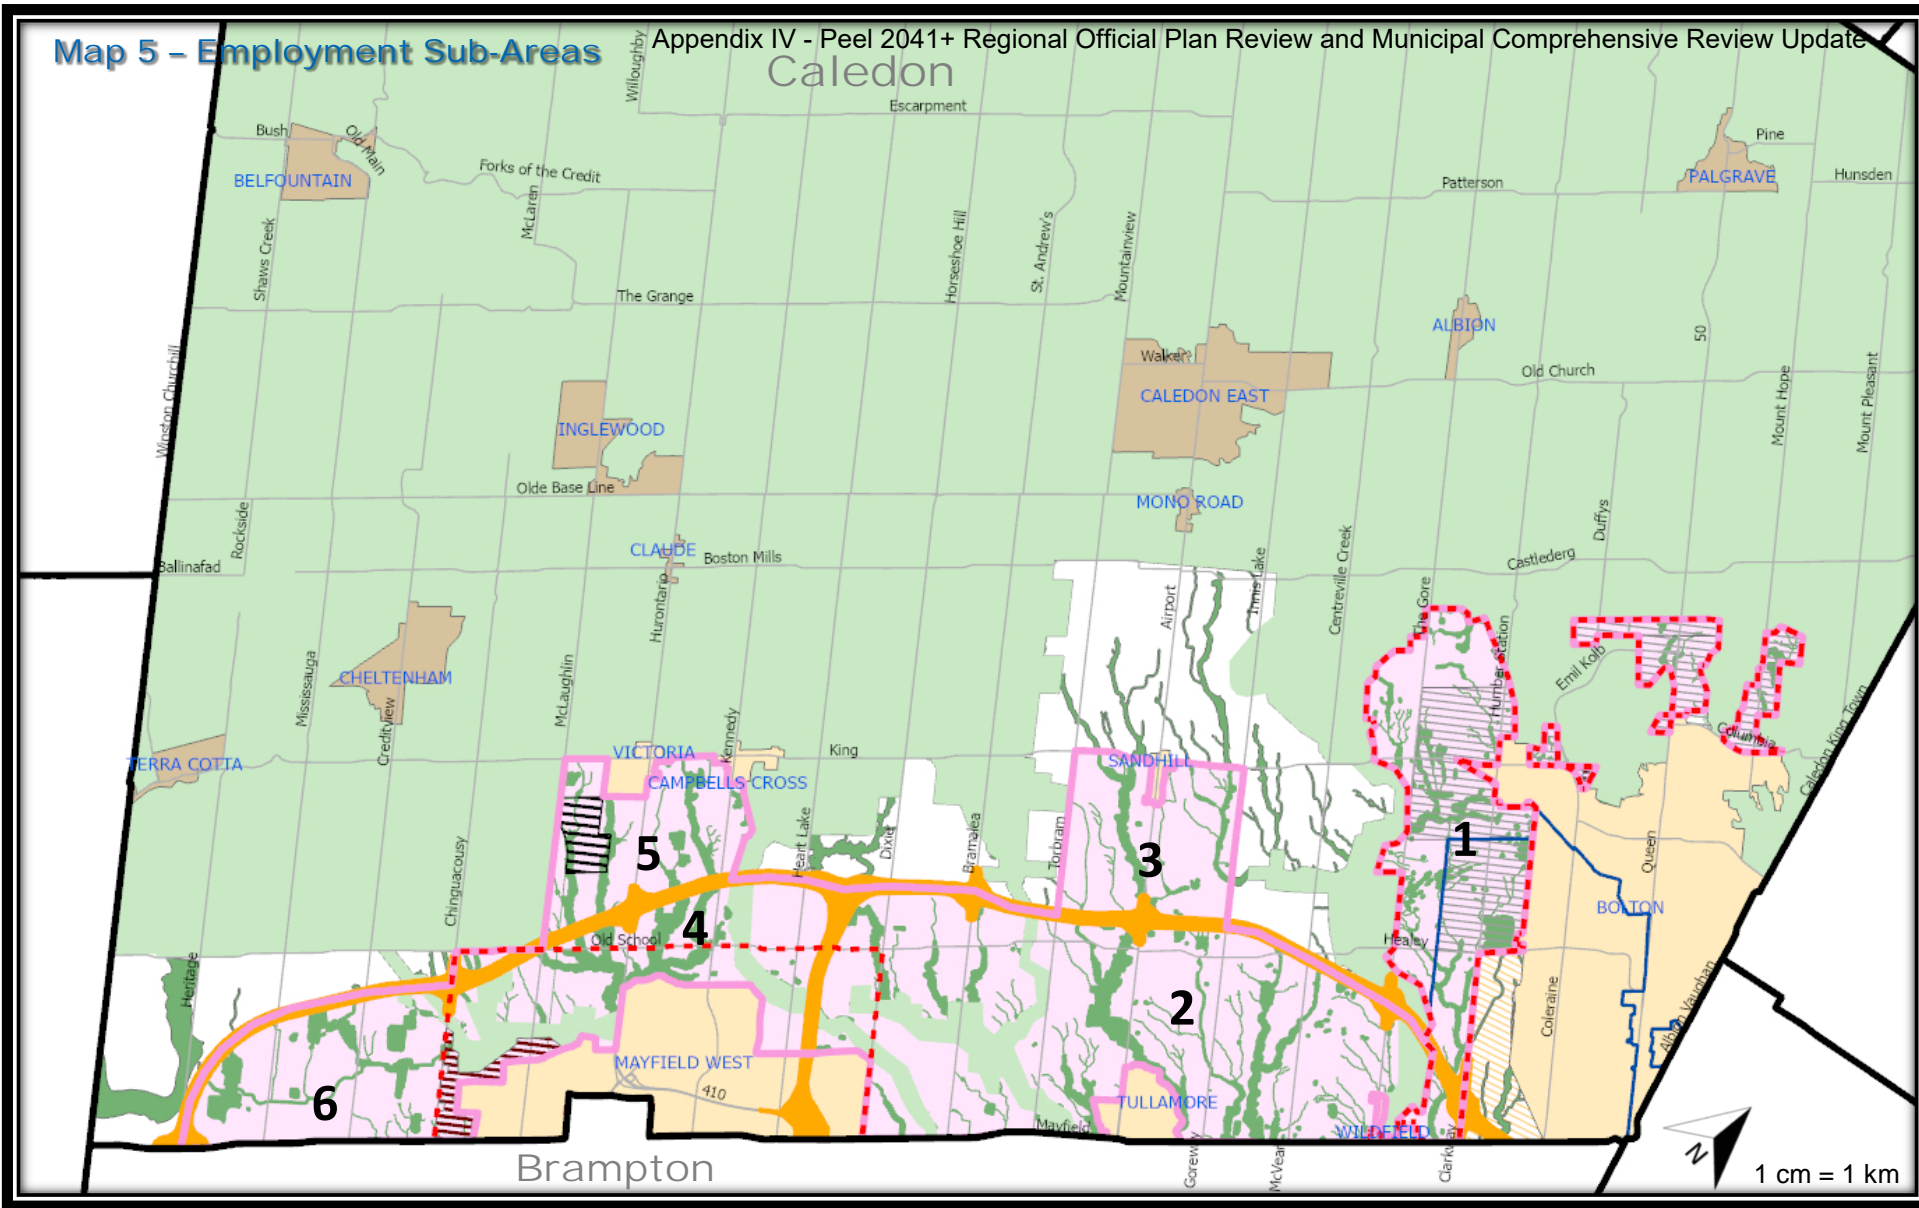 Map 5 – Employment Sub-Areas
Appendix IV - Peel 2041+ Regional Official Plan Review and Municipal Comprehensive Review Update
Caledon
Willoughby
Escarpment
Bush
Old Main
Pine
BELFOUNTAIN
Forks of the Credit
Patterson
PALGRAVE
Hunsden
McLaren
Shaws Creek
Horseshoe Hill
St. Andrew's
Mountainview
The Grange
ALBION
50
Winston Churchill
Walker
Old Church
CALEDON EAST
Mount Hope
Mount Pleasant
INGLEWOOD
Olde Base Line
MONO ROAD
Rockside
Duffys
CLAUDE
Boston Mills
Ballinafad
Castlederg
Centreville Creek
Innis Lake
Airport
The Gore
Hurontario
Humber Station
Emil Kolb
CHELTENHAM
Mississauga
Creditview
McLaughlin
Kennedy
Columbia
Caledon King Town
VICTORIA
King
TERRA COTTA
SANDHILL
CAMPBELLS CROSS
Chinguacousy
Heart Lake
Dixie
Bramalea
Torbram
Queen
5
3
1
BOLTON
4
Old School
Healey
Heritage
2
Coleraine
Albion Vaughan
MAYFIELD WEST
410
6
TULLAMORE
Mayfield
WILDFIELD
Goreway
McVean
Clarkway
Brampton
N
1 cm = 1 km